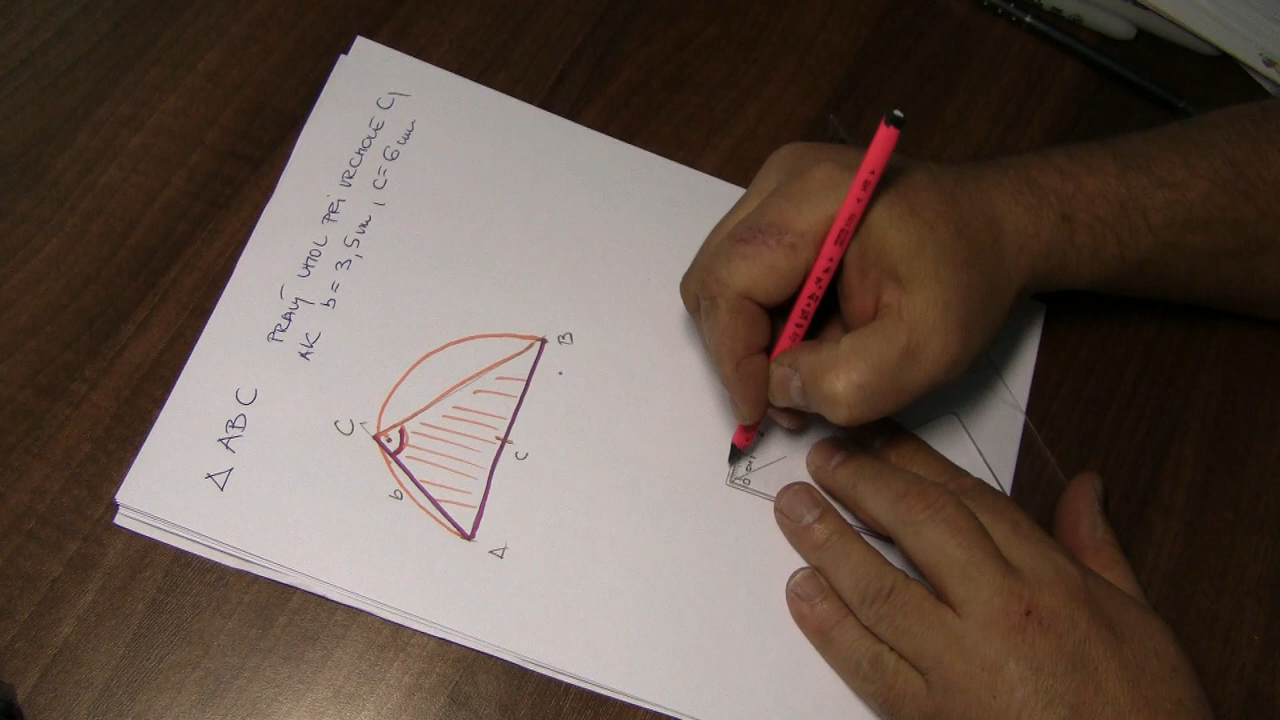 △ ABC
PRAVÝ UHOL PRI VRCHOLE C,
AK b = 3,5 cm, C = 6 cm
C
B
b
C
A